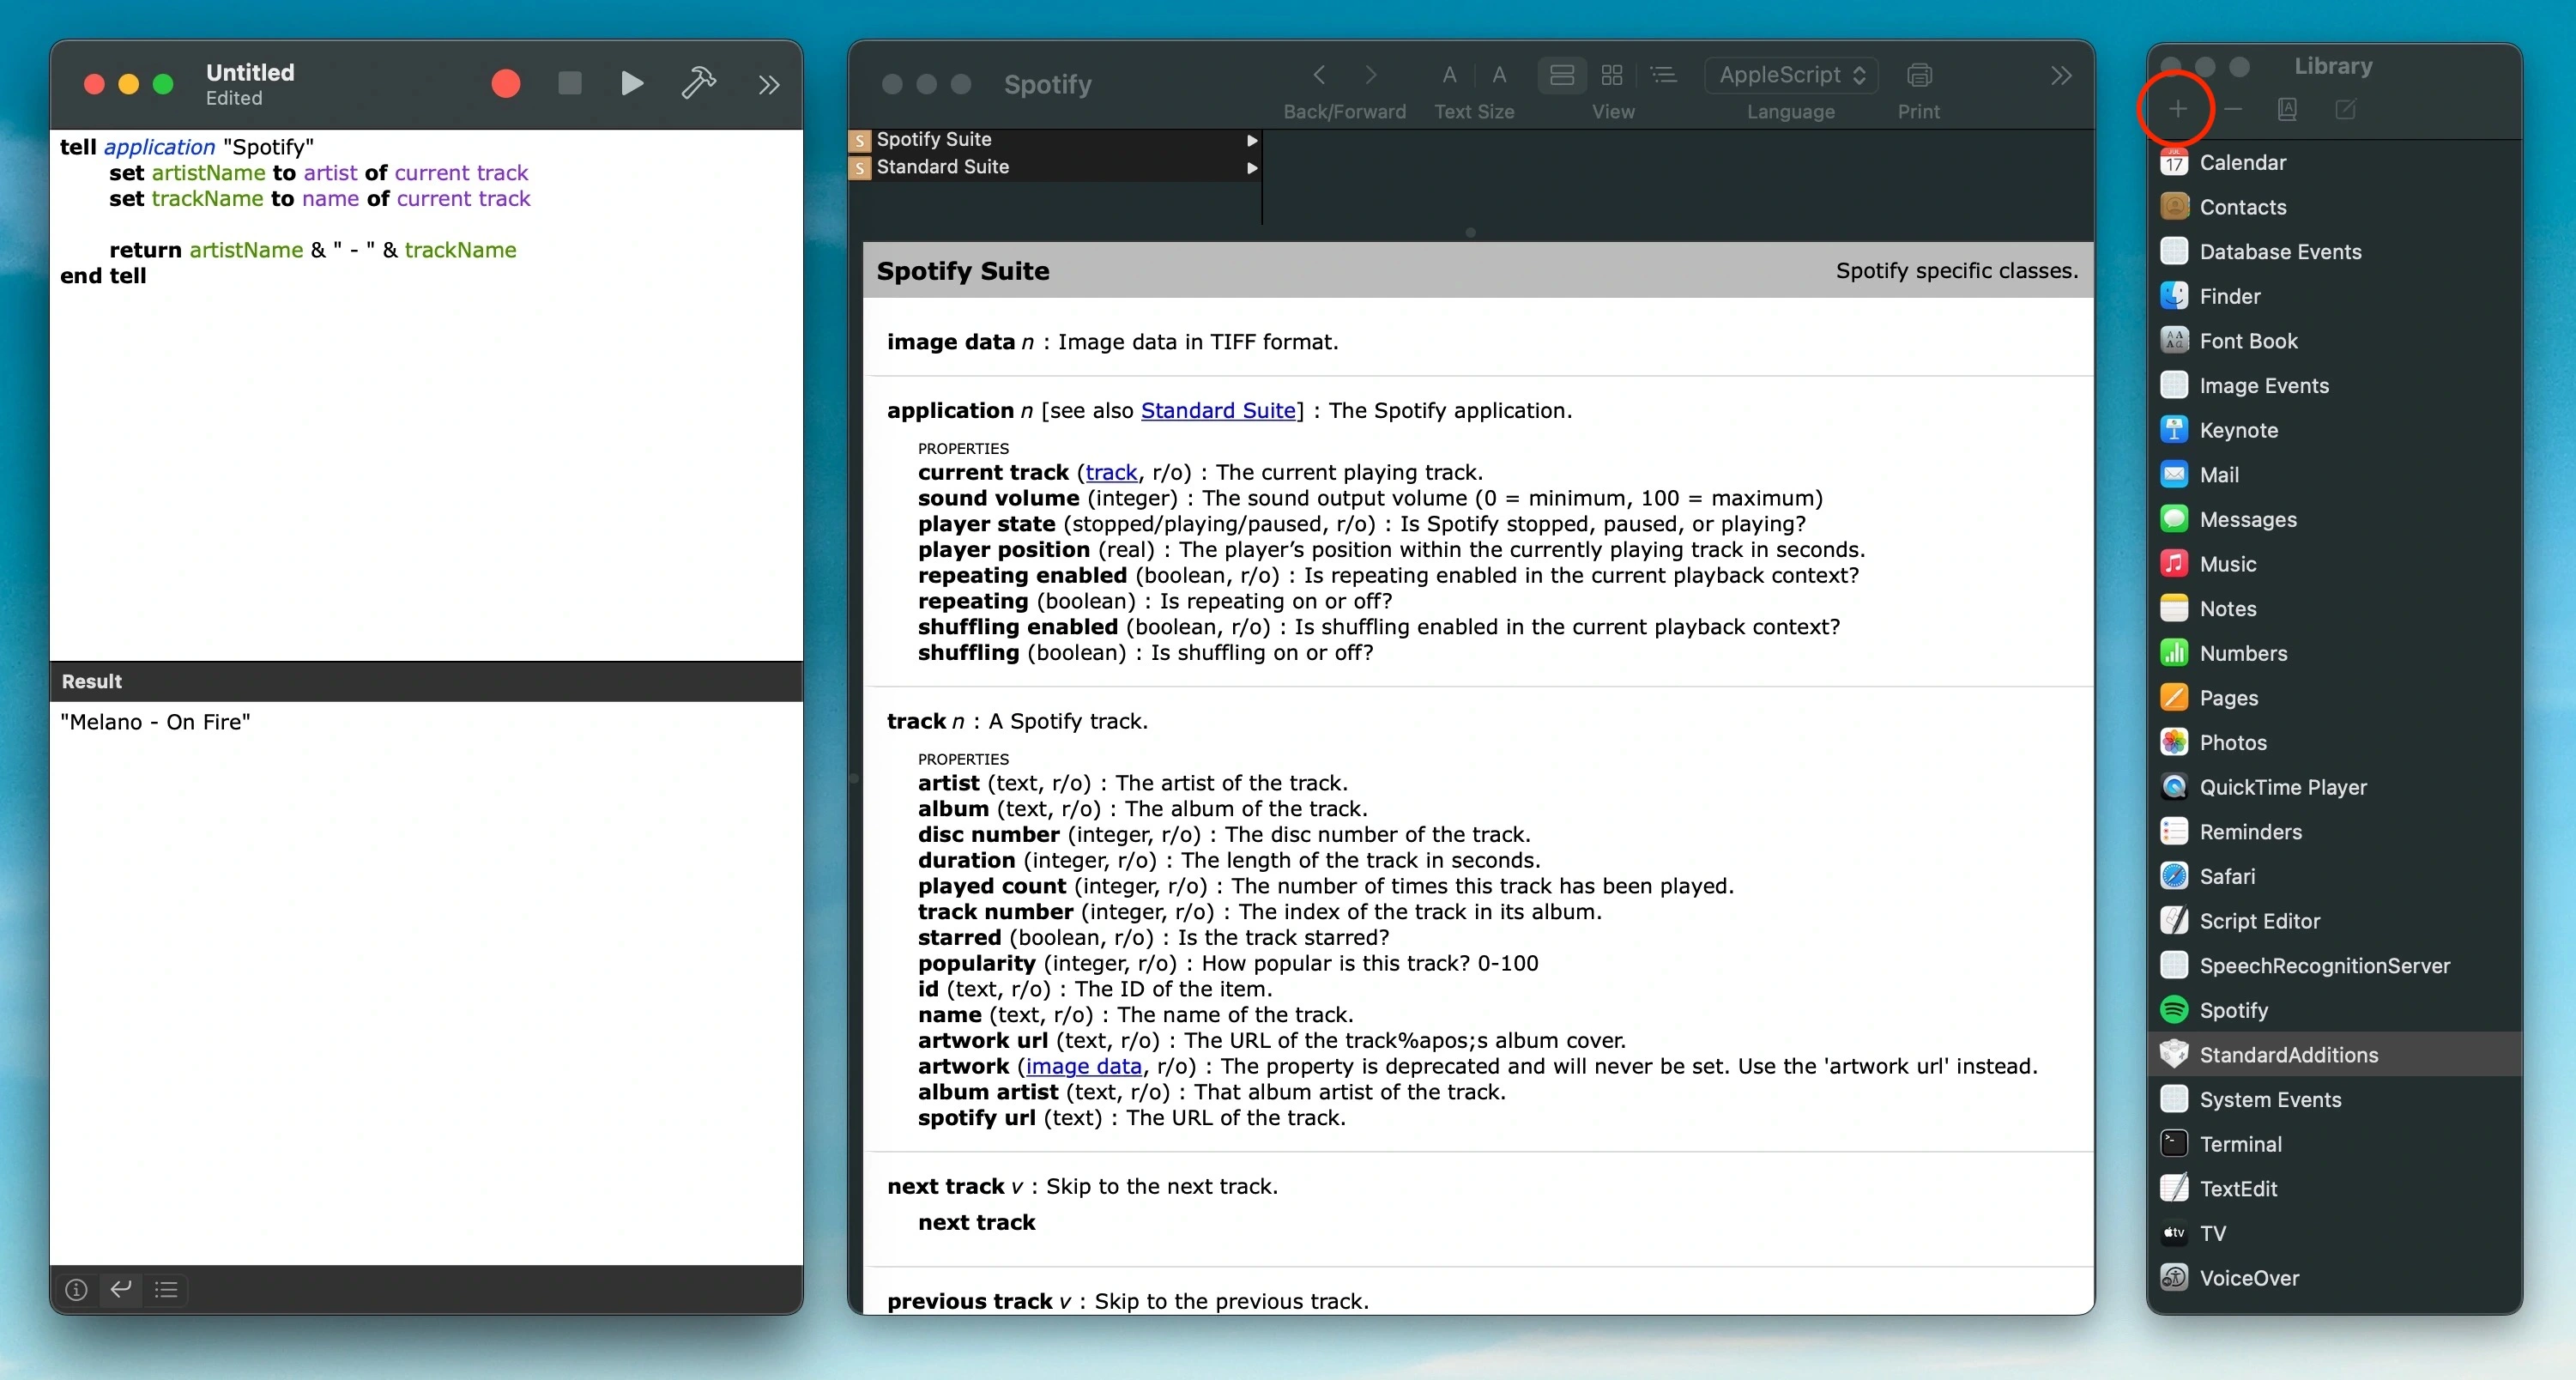 Untitled
Edited
tell application "Spotify"
set artistName to artist of current track
set trackName to name of current track
return artistName & " - " & trackName
end tell
Result
"Melano - On Fire"
Spotify
Back/Forward
A A
Text Size
View
AppleScript
Language
Print
S Spotify Suite
S Standard Suite
Spotify Suite
Spotify specific classes.
image data n : Image data in TIFF format.
application n [see also Standard Suite] : The Spotify application.
PROPERTIES
current track (track, r/o) : The current playing track.
sound volume (integer) : The sound output volume (0 = minimum, 100 = maximum)
player state (stopped/playing/paused, r/o) : Is Spotify stopped, paused, or playing?
player position (real) : The player’s position within the currently playing track in seconds.
repeating enabled (boolean, r/o) : Is repeating enabled in the current playback context?
repeating (boolean) : Is repeating on or off?
shuffling enabled (boolean, r/o) : Is shuffling enabled in the current playback context?
shuffling (boolean) : Is shuffling on or off?
track n : A Spotify track.
PROPERTIES
artist (text, r/o) : The artist of the track.
album (text, r/o) : The album of the track.
disc number (integer, r/o) : The disc number of the track.
duration (integer, r/o) : The length of the track in seconds.
played count (integer, r/o) : The number of times this track has been played.
track number (integer, r/o) : The index of the track in its album.
starred (boolean, r/o) : Is the track starred?
popularity (integer, r/o) : How popular is this track? 0-100
id (text, r/o) : The ID of the item.
name (text, r/o) : The name of the track.
artwork url (text, r/o) : The URL of the track%apos;s album cover.
artwork (image data, r/o) : The property is deprecated and will never be set. Use the 'artwork url' instead.
album artist (text, r/o) : That album artist of the track.
spotify url (text) : The URL of the track.
next track v : Skip to the next track.
next track
previous track v : Skip to the previous track.
Library
JUL
17
Calendar
Contacts
Database Events
Finder
Font Book
Image Events
Keynote
Mail
Messages
Music
Notes
Numbers
Pages
Photos
QuickTime Player
Reminders
Safari
Script Editor
SpeechRecognitionServer
Spotify
StandardAdditions
System Events
Terminal
TextEdit
tv
TV
VoiceOver